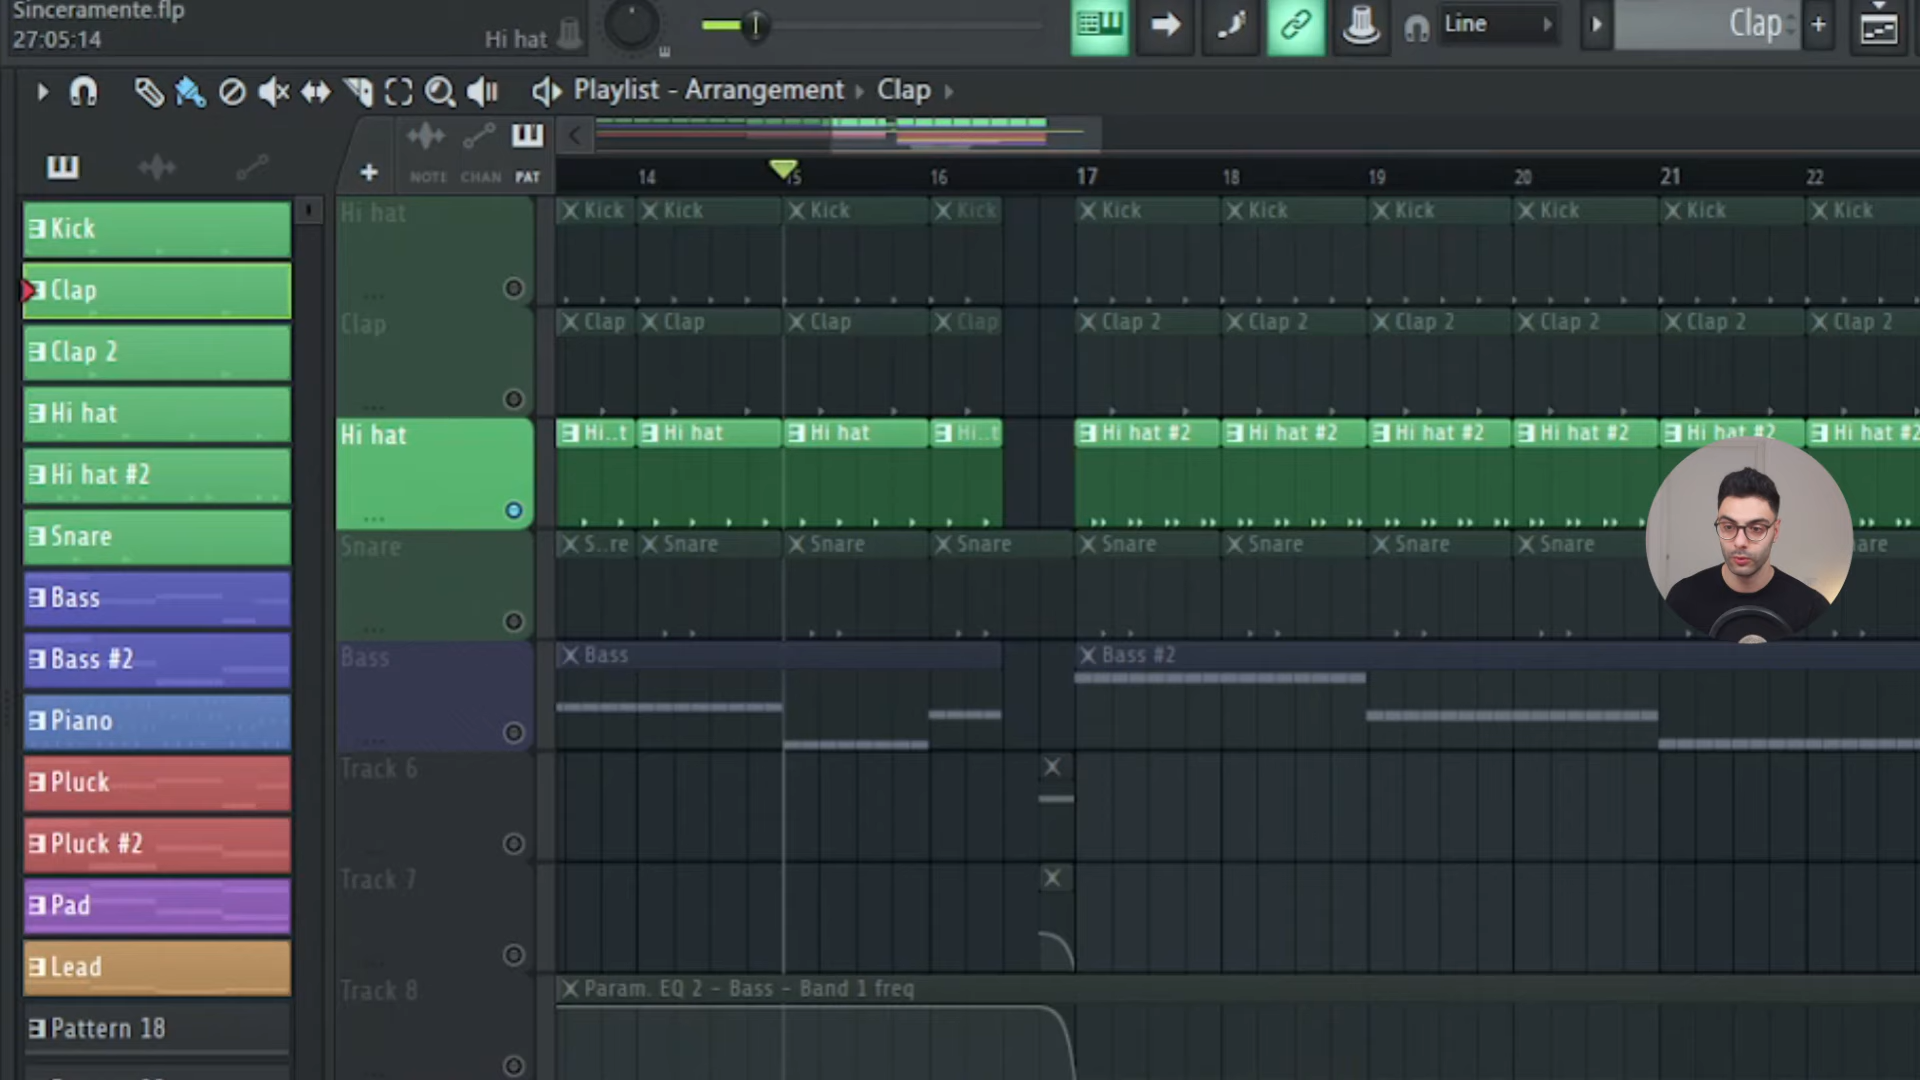 Sinceramente.flp
27:05:14
Hi hat
Line
Clap
Playlist - Arrangement Clap
NOTE CHAN PAT
14 15 16 17 18 19 20 21 22
Kick
Clap
Clap 2
Hi hat
Hi hat #2
Snare
Bass
Bass #2
Piano
Pluck
Pluck #2
Pad
Lead
Pattern 18
Hi hat
Kick Kick Kick Kick Kick Kick Kick Kick Kick Kick
Clap
Clap Clap Clap Clap Clap 2 Clap 2 Clap 2 Clap 2 Clap 2 Clap 2
Hi hat
Hi..t Hi hat Hi hat Hi..t Hi hat #2 Hi hat #2 Hi hat #2 Hi hat #2 Hi hat #2 Hi hat #2
Snare
S..re Snare Snare Snare Snare Snare Snare Snare
Bass
Bass Bass #2
Track 6
Track 7
Track 8
Param. EQ 2 - Bass - Band 1 freq